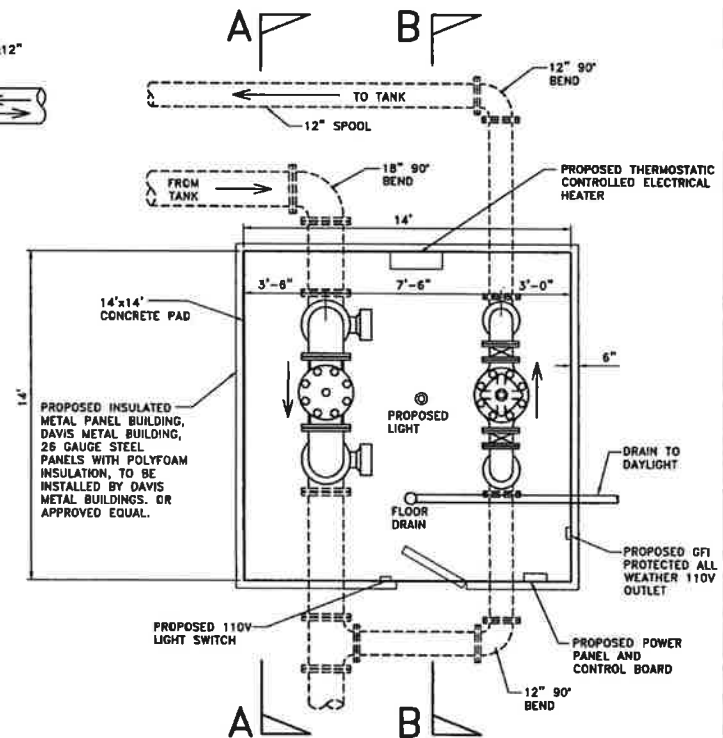 A
B
12"
12" 90°
BEND
TO TANK
12" SPOOL
18" 90°
BEND
FROM
TANK
PROPOSED THERMOSTATIC
CONTROLLED ELECTRICAL
HEATER
14'
3'-6"
7'-6"
3'-0"
14'x14'
CONCRETE PAD
6"
14'
PROPOSED INSULATED
METAL PANEL BUILDING,
DAVIS METAL BUILDING,
26 GAUGE STEEL
PANELS WITH POLYFOAM
INSULATION, TO BE
INSTALLED BY DAVIS
METAL BUILDINGS. OR
APPROVED EQUAL.
PROPOSED
LIGHT
DRAIN TO
DAYLIGHT
FLOOR
DRAIN
PROPOSED GFI
PROTECTED ALL
WEATHER 110V
OUTLET
PROPOSED 110V
LIGHT SWITCH
PROPOSED POWER
PANEL AND
CONTROL BOARD
12" 90°
BEND
A
B